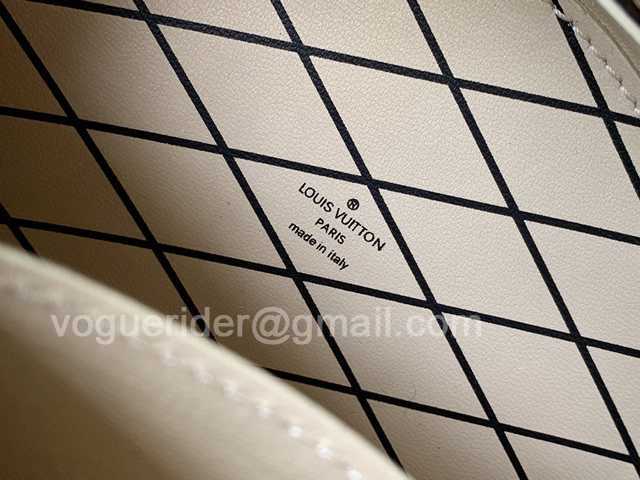 LOUIS VUITTON
PARIS
made in italy
voguerider@gmail.com